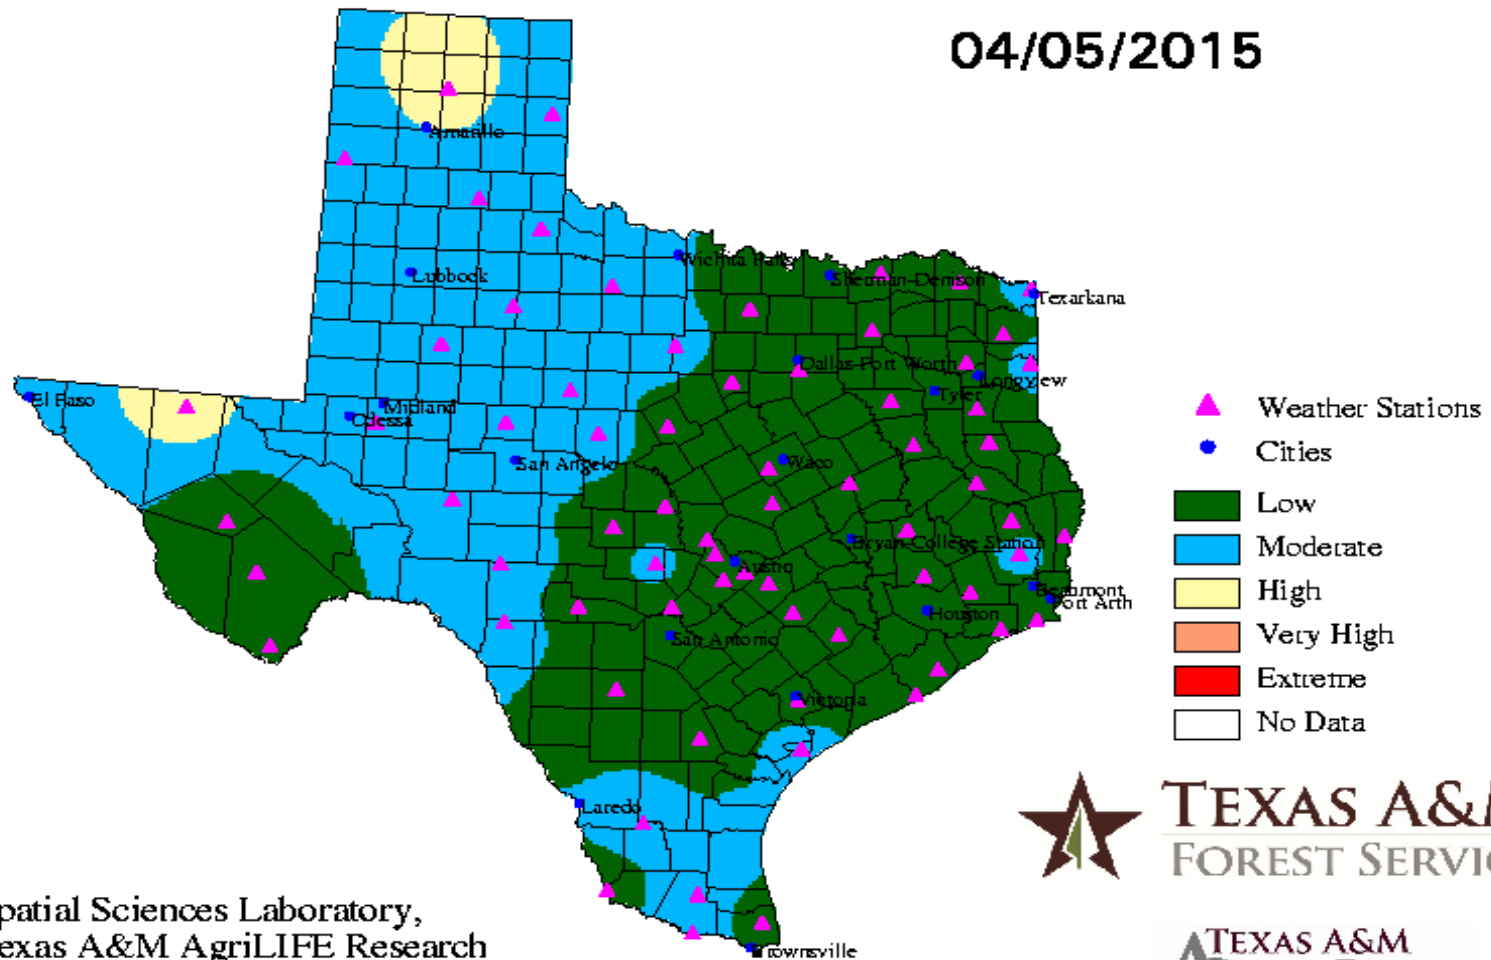 04/05/2015
Amarillo
Wichita Falls
Lubbock
Sherman-Denison
Texarkana
Dallas-Fort Worth
Longview
El Paso
Midland
Tyler
Odessa
San Angelo
Waco
Bryan-College Station
Austin
Beaumont
Port Arth
Houston
San Antonio
Victoria
Laredo
Brownsville
Weather Stations
Cities
Low
Moderate
High
Very High
Extreme
No Data
TEXAS A&M
FOREST SERVIC
patial Sciences Laboratory,
exas A&M AgriLIFE Research
TEXAS A&M